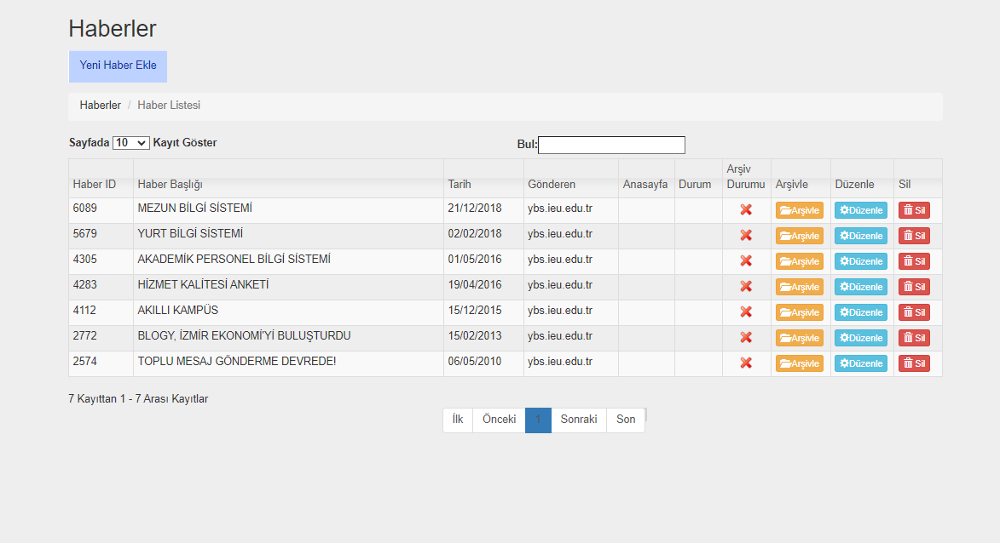 Haberler
Yeni Haber Ekle
Haberler / Haber Listesi
Sayfada 10 Kayıt Göster Bul:
Haber ID Haber Başlığı Tarih Gönderen Anasayfa Durum Arşiv Durumu Arşivle Düzenle Sil
6089 MEZUN BİLGİ SİSTEMİ 21/12/2018 ybs.ieu.edu.tr Arşivle Düzenle Sil
5679 YURT BİLGİ SİSTEMİ 02/02/2018 ybs.ieu.edu.tr Arşivle Düzenle Sil
4305 AKADEMİK PERSONEL BİLGİ SİSTEMİ 01/05/2016 ybs.ieu.edu.tr Arşivle Düzenle Sil
4283 HİZMET KALİTESİ ANKETİ 19/04/2016 ybs.ieu.edu.tr Arşivle Düzenle Sil
4112 AKILLI KAMPÜS 15/12/2015 ybs.ieu.edu.tr Arşivle Düzenle Sil
2772 BLOGY, İZMİR EKONOMİ'Yİ BULUŞTURDU 15/02/2013 ybs.ieu.edu.tr Arşivle Düzenle Sil
2574 TOPLU MESAJ GÖNDERME DEVREDE! 06/05/2010 ybs.ieu.edu.tr Arşivle Düzenle Sil
7 Kayıttan 1 - 7 Arası Kayıtlar
İlk Önceki 1 Sonraki Son